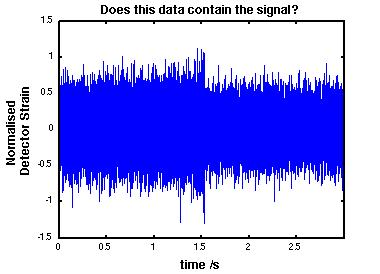 Does this data contain the signal?
1.5
1
0.5
0
-0.5
-1
-1.5
Normalised
Detector Strain
0 0.5 1 1.5 2 2.5
time /s